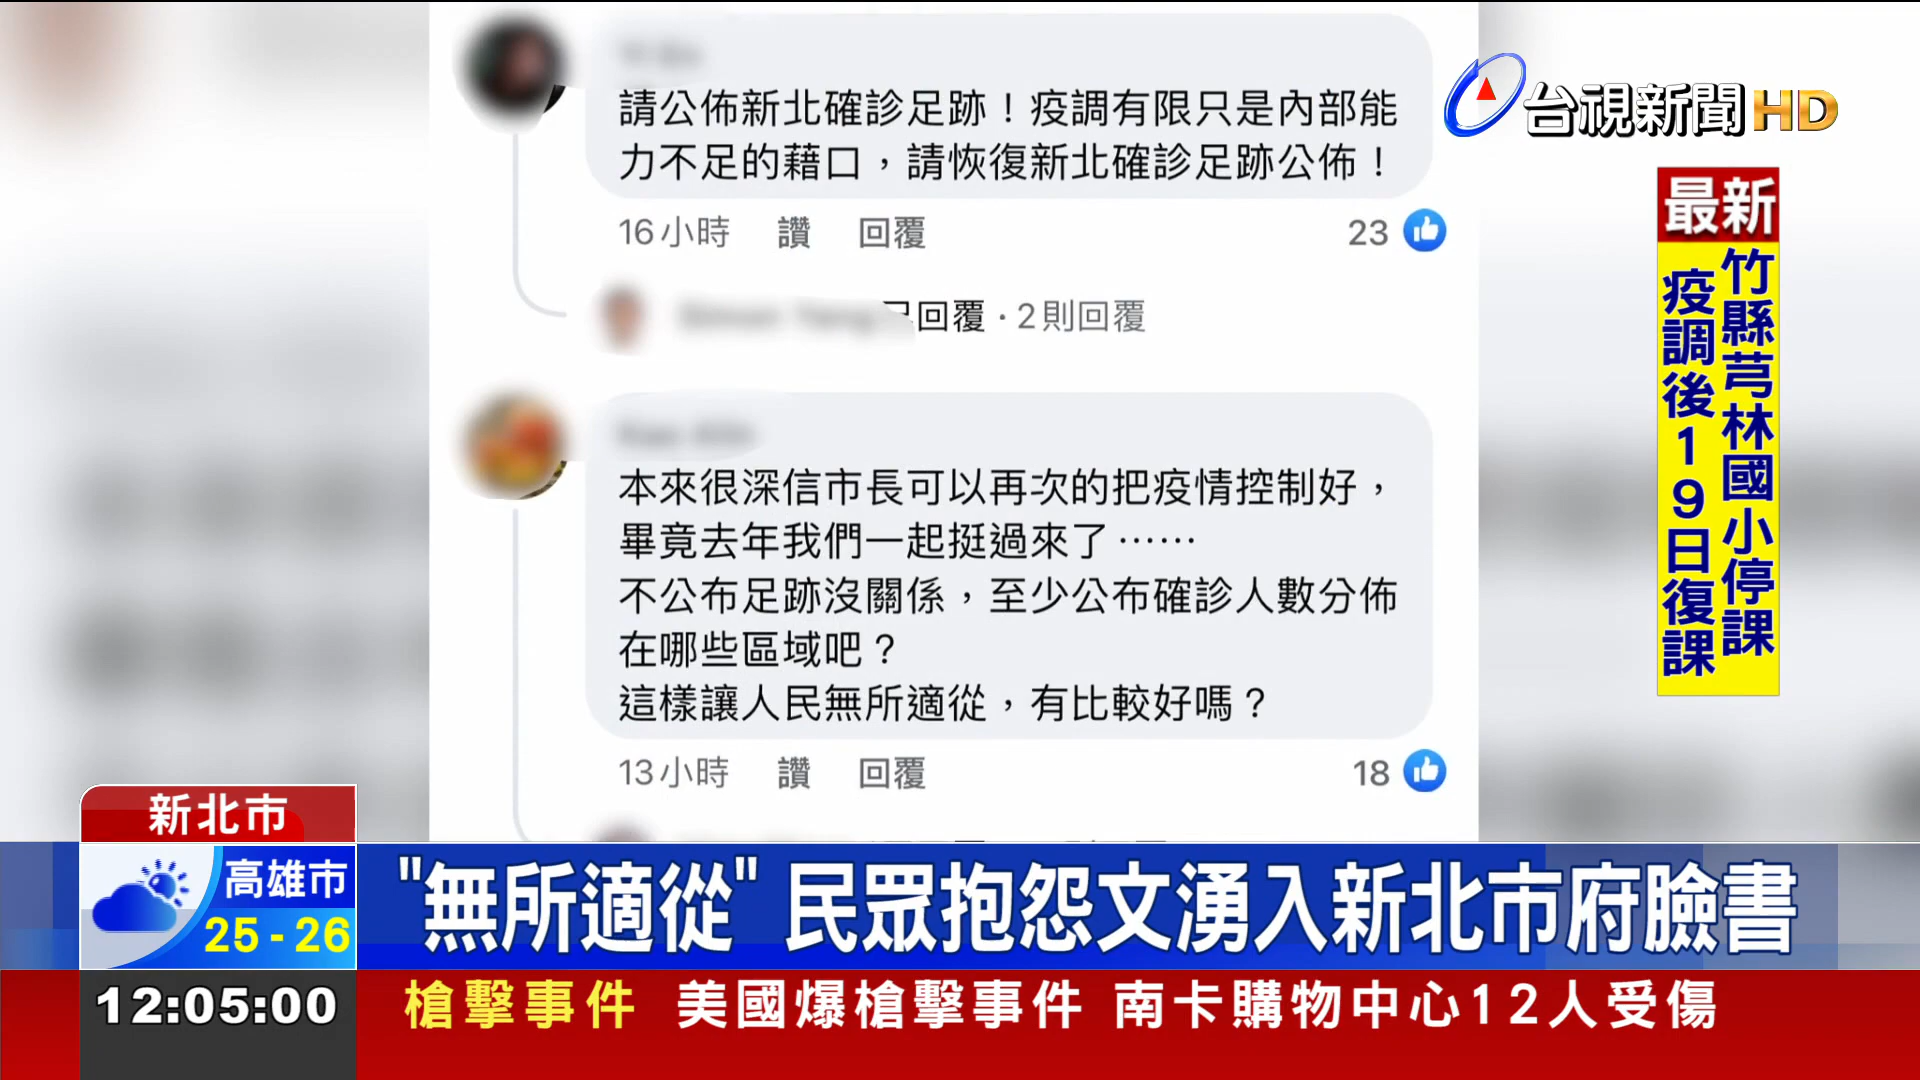 請公佈新北確診足跡！疫調有限只是內部能
力不足的藉口，請恢復新北確診足跡公佈！
16小時 讚 回覆 23
回覆·2則回覆
本來很深信市長可以再次的把疫情控制好，
畢竟去年我們一起挺過來了……
不公布足跡沒關係，至少公布確診人數分佈
在哪些區域吧？
這樣讓人民無所適從，有比較好嗎？
13小時 讚 回覆 18
台視新聞HD
最新
竹縣芎林國小停課
疫調後19日復課
新北市
高雄市
25-26
"無所適從" 民眾抱怨文湧入新北市府臉書
12:05:00
槍擊事件 美國爆槍擊事件 南卡購物中心12人受傷